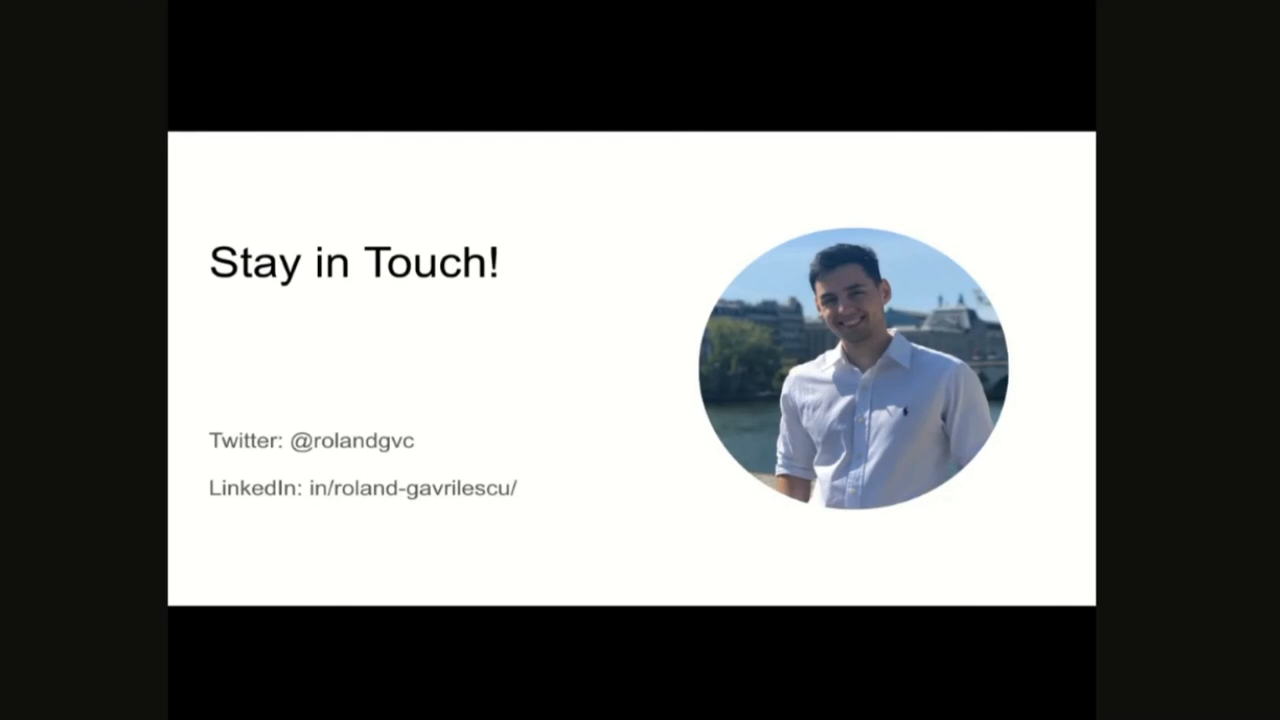 Stay in Touch!
Twitter: @rolandgvc
LinkedIn: in/roland-gavrilescu/